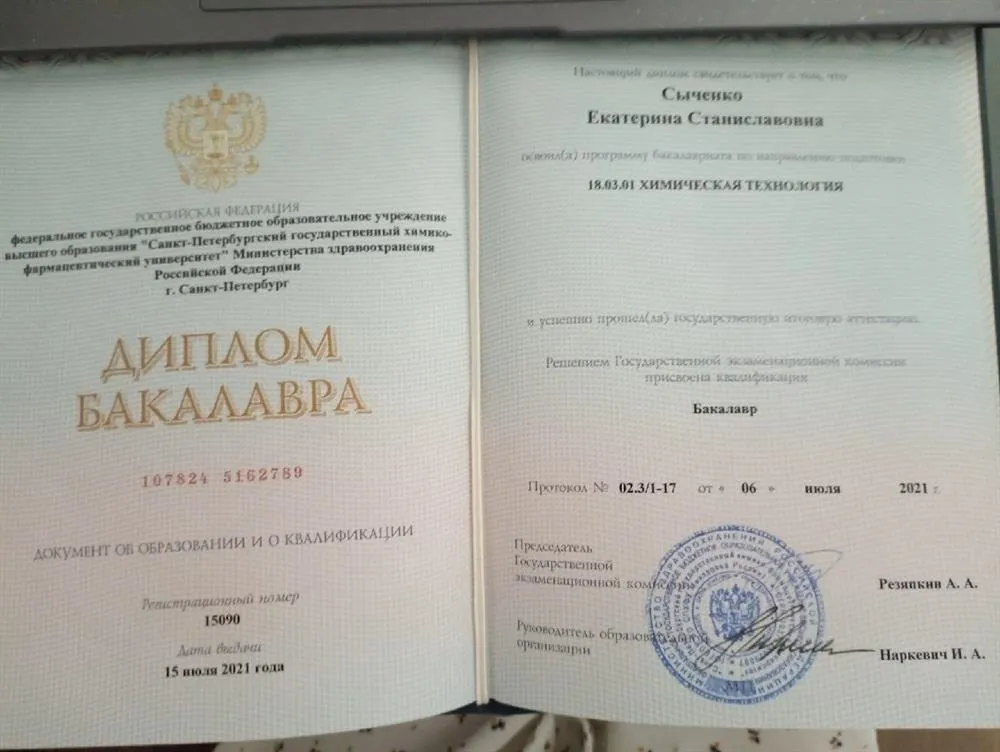 РОССИЙСКАЯ ФЕДЕРАЦИЯ
федеральное государственное бюджетное образовательное учреждение
высшего образования "Санкт-Петербургский государственный химико-
фармацевтический университет" Министерства здравоохранения
Российской Федерации
г. Санкт-Петербург
ДИПЛОМ
БАКАЛАВРА
107824 5162789
ДОКУМЕНТ ОБ ОБРАЗОВАНИИ И О КВАЛИФИКАЦИИ
Регистрационный номер
15090
Дата выдачи
15 июля 2021 года
Настоящий диплом свидетельствует о том, что
Сыченко
Екатерина Станиславовна
освоил(а) программу бакалавриата по направлению подготовки
18.03.01 ХИМИЧЕСКАЯ ТЕХНОЛОГИЯ
и успешно прошел(ла) государственную итоговую аттестацию.
Решением Государственной экзаменационной комиссии
присвоена квалификация
Бакалавр
Протокол № 02.3/1-17 от « 06 » июля 2021 г.
Председатель
Государственной
экзаменационной комиссии
Резяпкин А. А.
Руководитель образовательной
организации
Наркевич И. А.